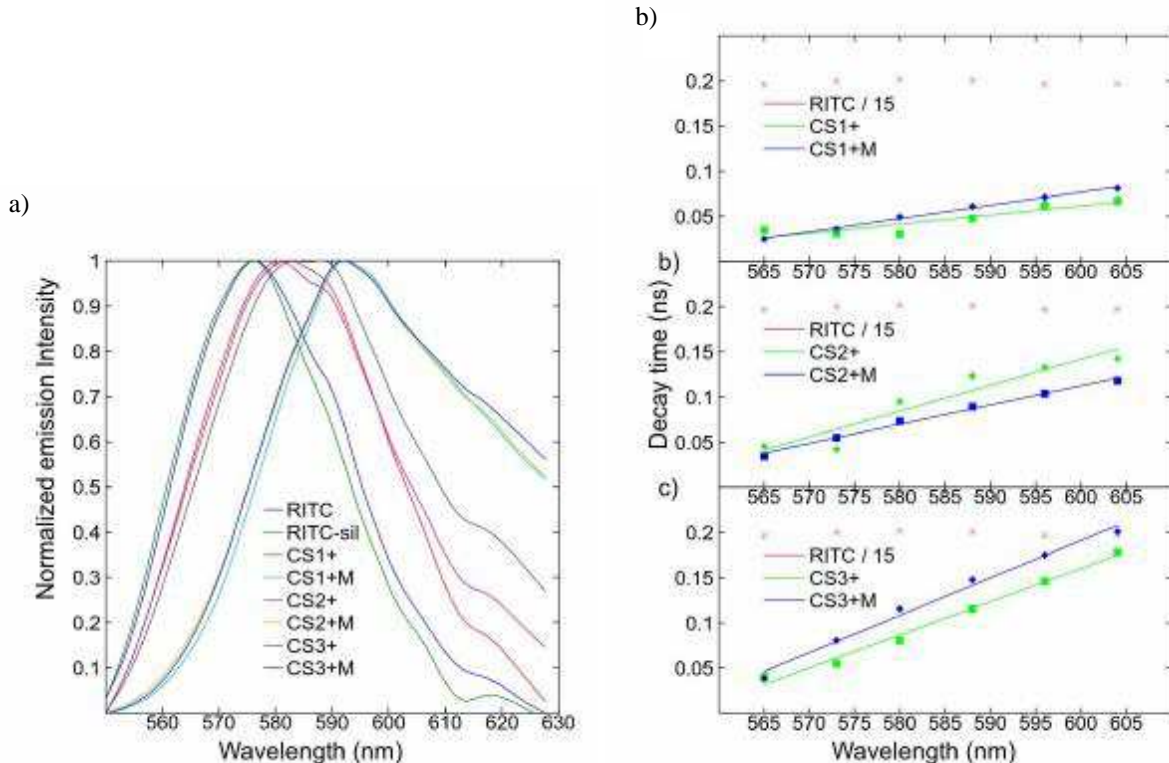 a)
Normalized emission Intensity
1
0.9
0.8
0.7
0.6
0.5
0.4
0.3
0.2
0.1
RITC
RITC-sil
CS1+
CS1+M
CS2+
CS2+M
CS3+
CS3+M
560 570 580 590 600 610 620 630
Wavelength (nm)
b)
0.2
0.15
0.1
0.05
RITC / 15
CS1+
CS1+M
565 570 575 580 585 590 595 600 605
b)
Decay time (ns)
0.2
0.15
0.1
0.05
RITC / 15
CS2+
CS2+M
565 570 575 580 585 590 595 600 605
c)
0.2
0.15
0.1
0.05
RITC / 15
CS3+
CS3+M
565 570 575 580 585 590 595 600 605
Wavelength (nm)